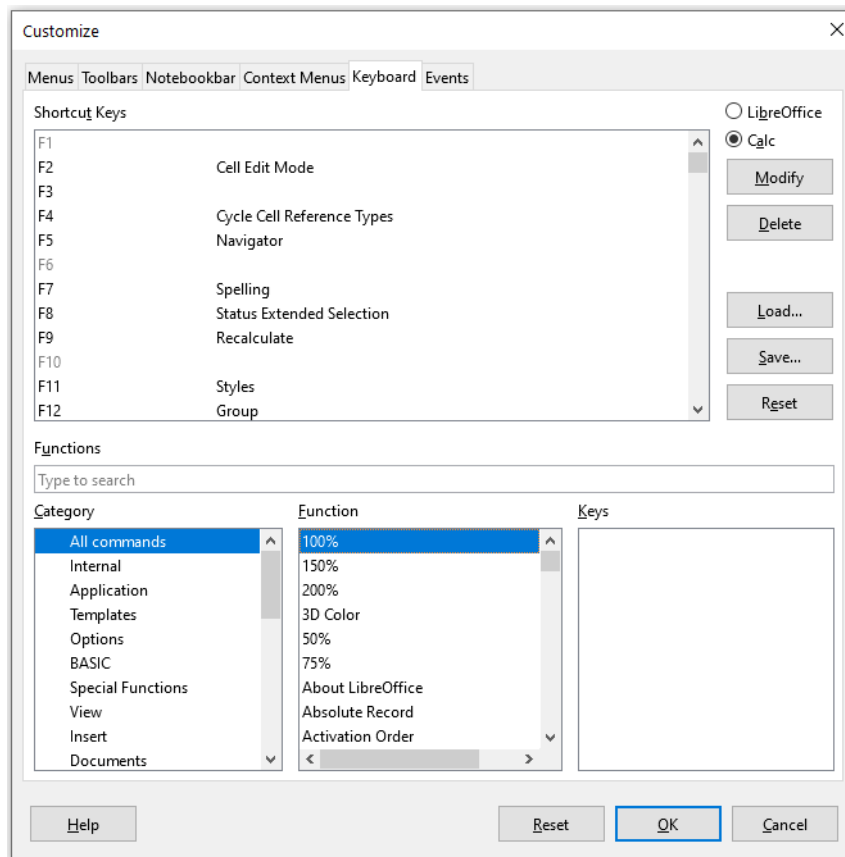 Customize
Menus Toolbars Notebookbar Context Menus Keyboard Events
Shortcut Keys
LibreOffice
Calc
F1
F2 Cell Edit Mode
F3
F4 Cycle Cell Reference Types
F5 Navigator
F6
F7 Spelling
F8 Status Extended Selection
F9 Recalculate
F10
F11 Styles
F12 Group
Modify
Delete
Load...
Save...
Reset
Functions
Type to search
Category
All commands
Internal
Application
Templates
Options
BASIC
Special Functions
View
Insert
Documents
Function
100%
150%
200%
3D Color
50%
75%
About LibreOffice
Absolute Record
Activation Order
Keys
Help
Reset
OK
Cancel